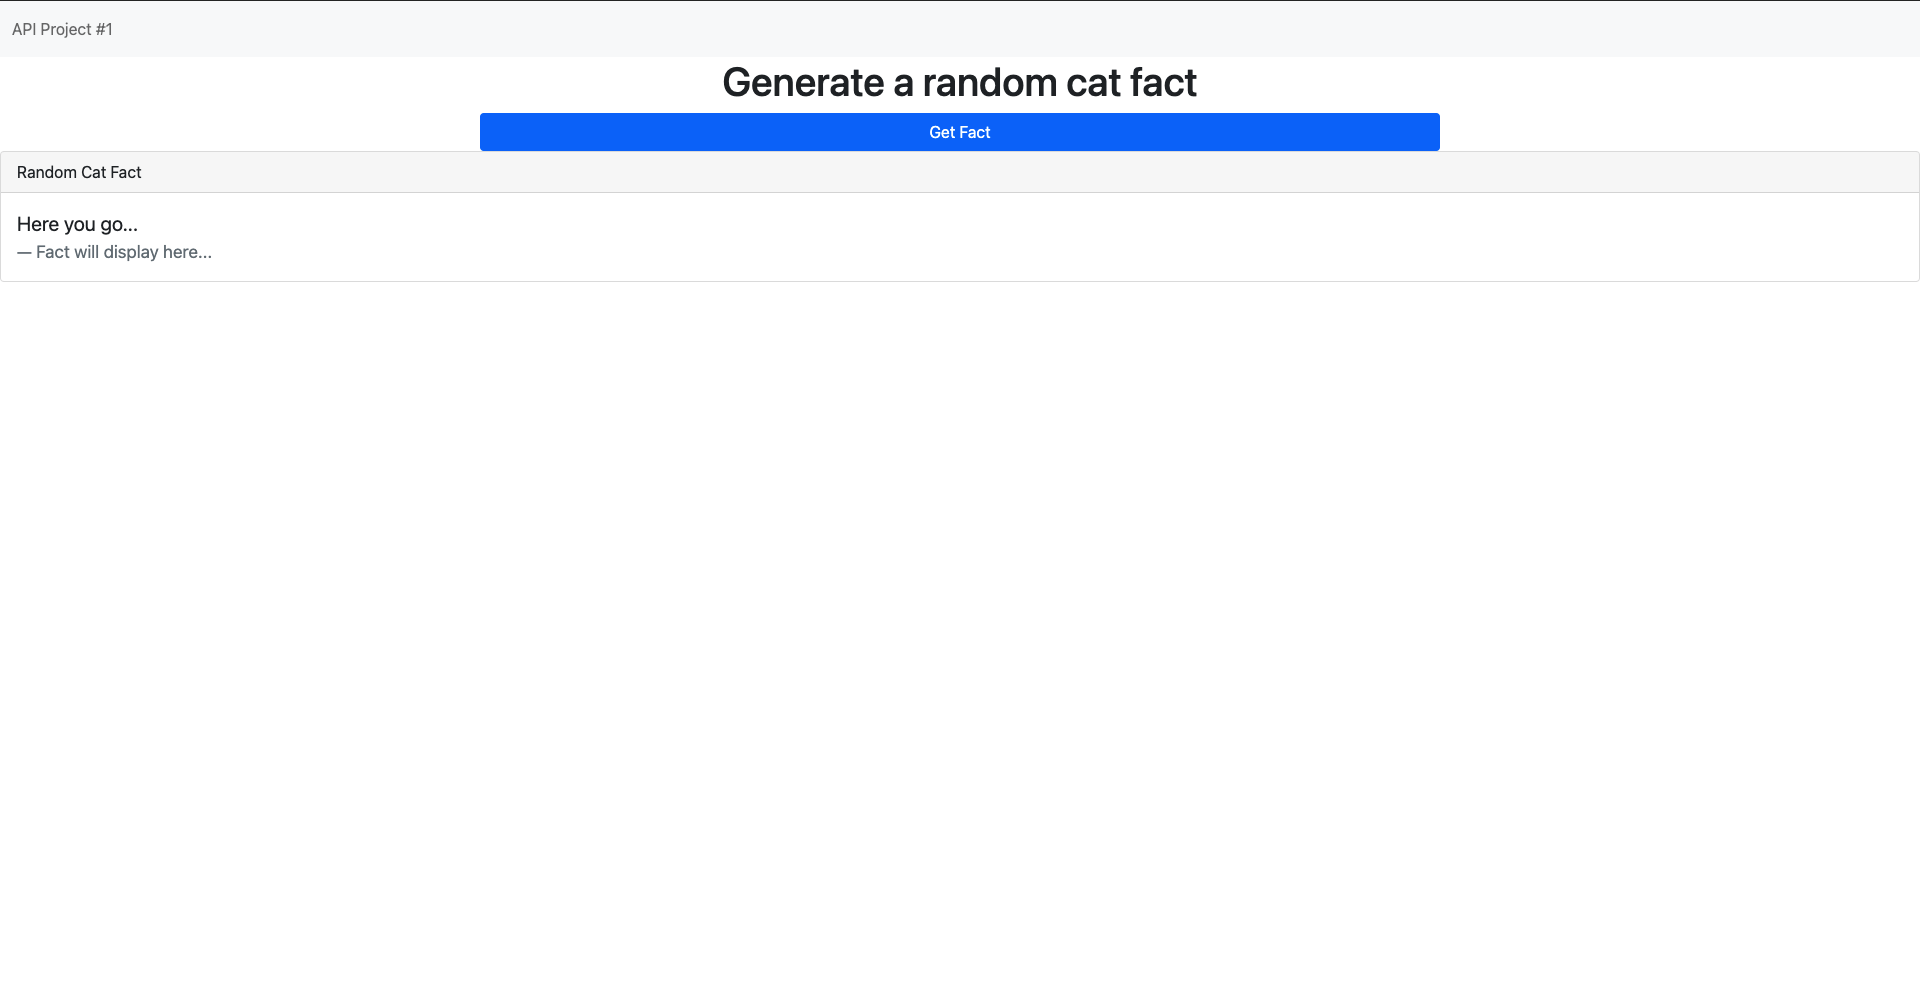 API Project #1
Generate a random cat fact
Get Fact
Random Cat Fact
Here you go...
— Fact will display here...